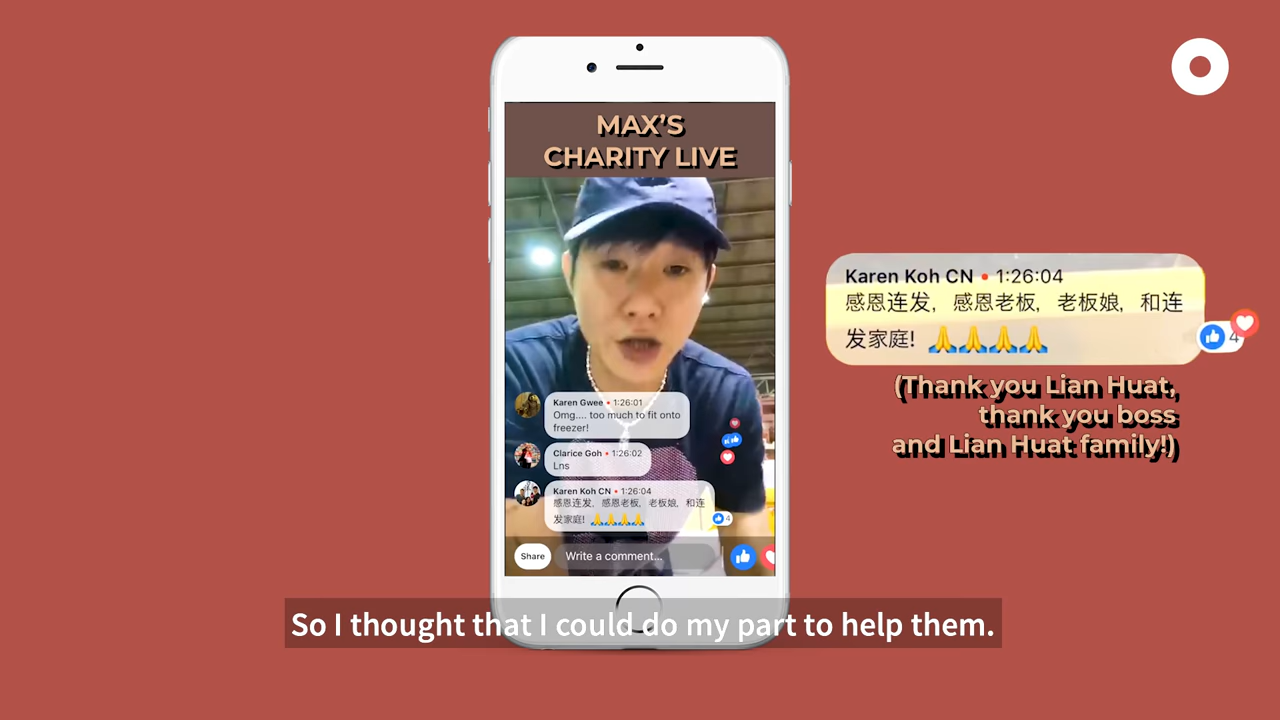 MAX'S
CHARITY LIVE
Karen Gwee • 1:26:01
Omg.... too much to fit onto
freezer!
Clarice Goh • 1:26:02
Lns
Karen Koh CN • 1:26:04
感恩连发，感恩老板，老板娘，和连
发家庭! 🙏🙏🙏🙏
4
Share
Write a comment...
Karen Koh CN • 1:26:04
感恩连发，感恩老板，老板娘，和连
发家庭! 🙏🙏🙏🙏
4
(Thank you Lian Huat,
thank you boss
and Lian Huat family!)
So I thought that I could do my part to help them.